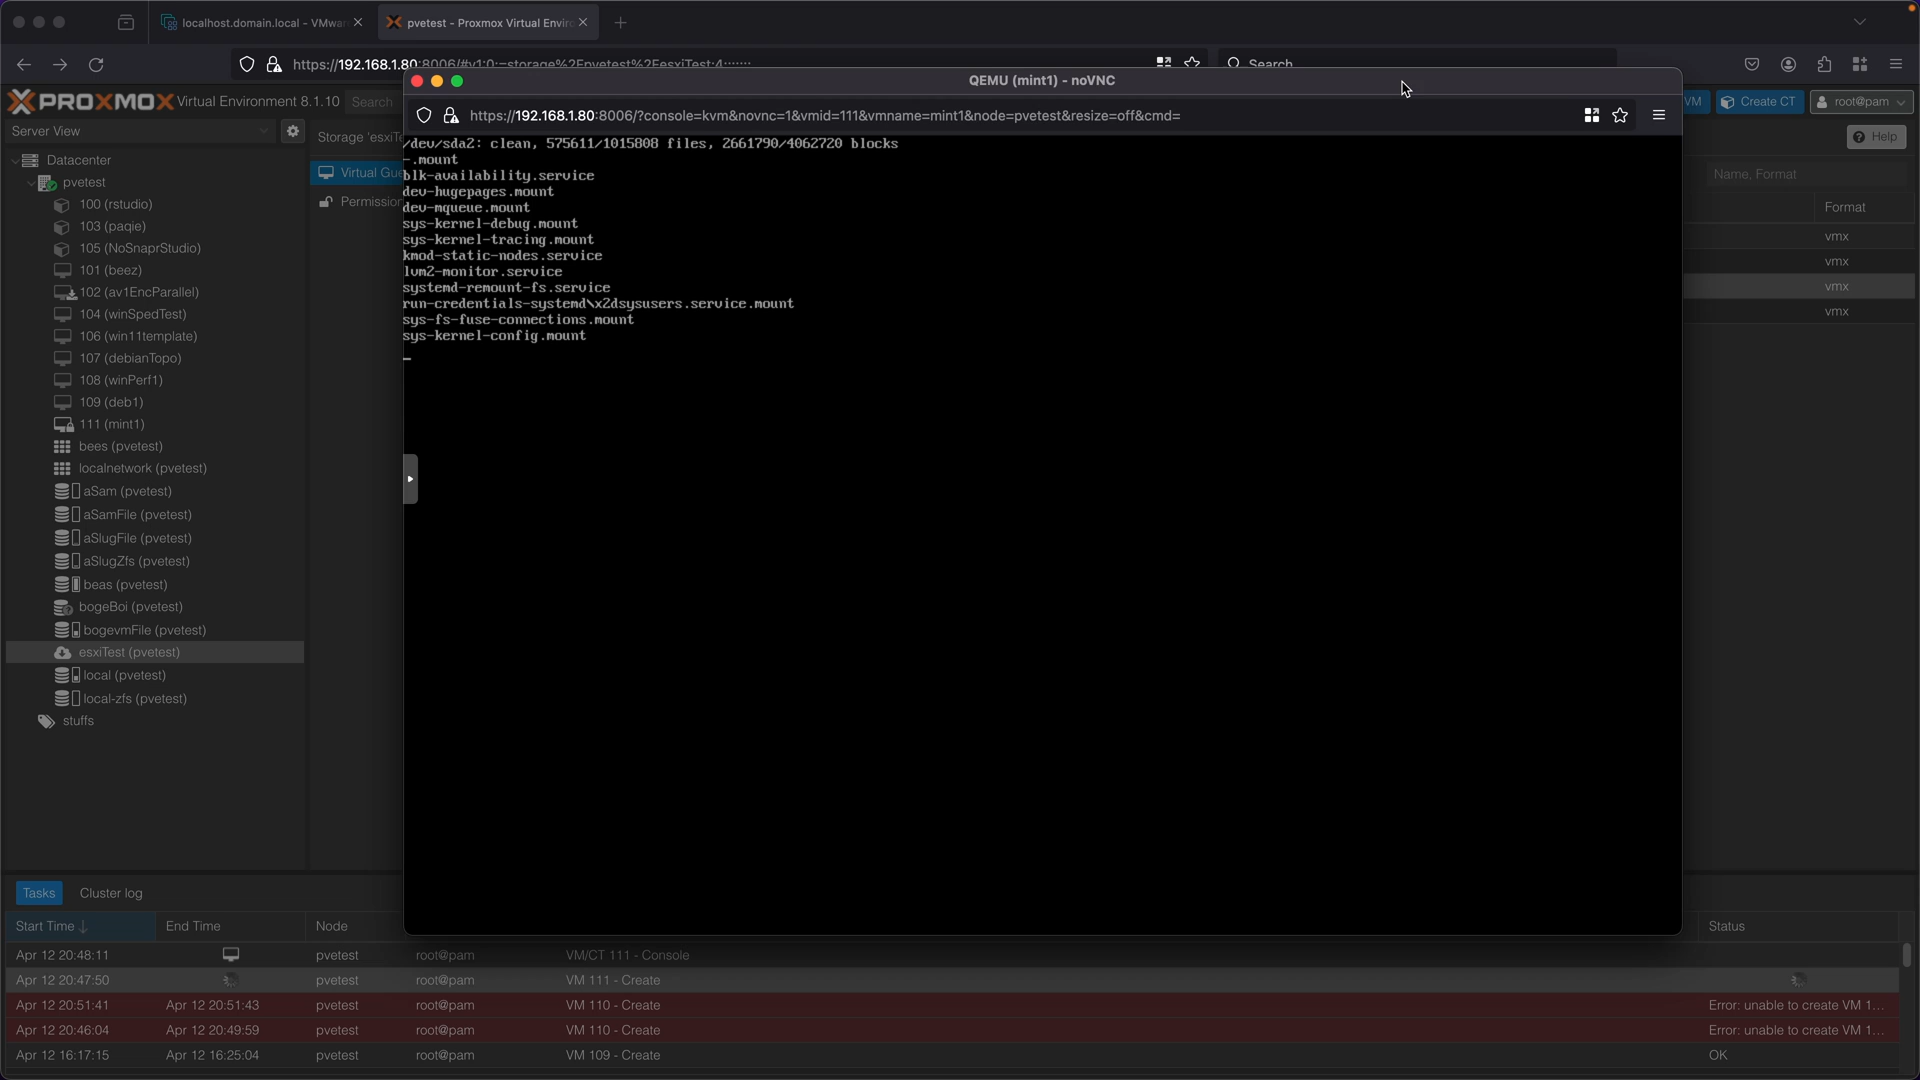 localhost.domain.local - VMwar
pvetest - Proxmox Virtual Enviro
https://192.168.1.80:8006/#v1:0:=storage%2Fpvetest%2FesxiTest:4:::::::
Search
QEMU (mint1) - noVNC
https://192.168.1.80:8006/?console=kvm&novnc=1&vmid=111&vmname=mint1&node=pvetest&resize=off&cmd=
PROXMOX Virtual Environment 8.1.10
Search
VM
Create CT
root@pam
Server View
Storage 'esxiTe
Help
Datacenter
pvetest
100 (rstudio)
103 (paqie)
105 (NoSnaprStudio)
101 (beez)
102 (av1EncParallel)
104 (winSpedTest)
106 (win11template)
107 (debianTopo)
108 (winPerf1)
109 (deb1)
111 (mint1)
bees (pvetest)
localnetwork (pvetest)
aSam (pvetest)
aSamFile (pvetest)
aSlugFile (pvetest)
aSlugZfs (pvetest)
beas (pvetest)
bogeBoi (pvetest)
bogevmFile (pvetest)
esxiTest (pvetest)
local (pvetest)
local-zfs (pvetest)
stuffs
Virtual Gue
Permission
/dev/sda2: clean, 575611/1015808 files, 2661790/4062720 blocks
-.mount
blk-availability.service
dev-hugepages.mount
dev-mqueue.mount
sys-kernel-debug.mount
sys-kernel-tracing.mount
kmod-static-nodes.service
lvm2-monitor.service
systemd-remount-fs.service
run-credentials-systemd\x2dsysusers.service.mount
sys-fs-fuse-connections.mount
sys-kernel-config.mount
_
Name, Format
Format
vmx
vmx
vmx
vmx
Tasks
Cluster log
Start Time End Time Node Status
Apr 12 20:48:11 pvetest root@pam VM/CT 111 - Console
Apr 12 20:47:50 pvetest root@pam VM 111 - Create
Apr 12 20:51:41 Apr 12 20:51:43 pvetest root@pam VM 110 - Create Error: unable to create VM 1...
Apr 12 20:46:04 Apr 12 20:49:59 pvetest root@pam VM 110 - Create Error: unable to create VM 1...
Apr 12 16:17:15 Apr 12 16:25:04 pvetest root@pam VM 109 - Create OK